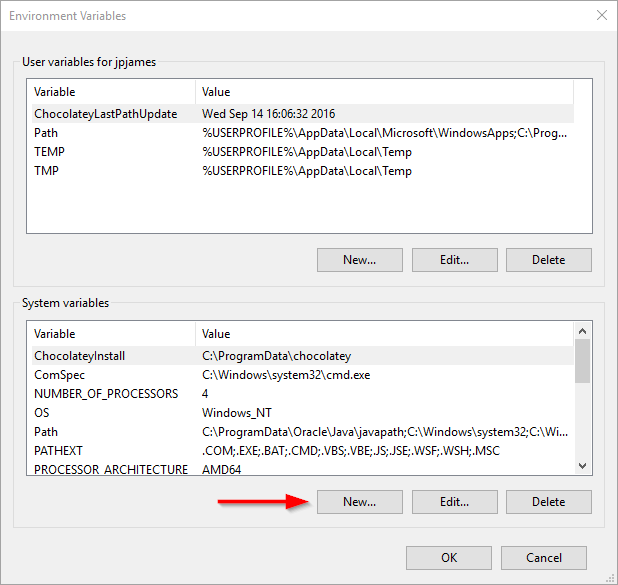 Environment Variables
User variables for jpjames
Variable Value
ChocolateyLastPathUpdate Wed Sep 14 16:06:32 2016
Path %USERPROFILE%\AppData\Local\Microsoft\WindowsApps;C:\Prog...
TEMP %USERPROFILE%\AppData\Local\Temp
TMP %USERPROFILE%\AppData\Local\Temp
New... Edit... Delete
System variables
Variable Value
ChocolateyInstall C:\ProgramData\chocolatey
ComSpec C:\Windows\system32\cmd.exe
NUMBER_OF_PROCESSORS 4
OS Windows_NT
Path C:\ProgramData\Oracle\Java\javapath;C:\Windows\system32;C:\Wi...
PATHEXT .COM;.EXE;.BAT;.CMD;.VBS;.VBE;.JS;.JSE;.WSF;.WSH;.MSC
PROCESSOR_ARCHITECTURE AMD64
New... Edit... Delete
OK Cancel